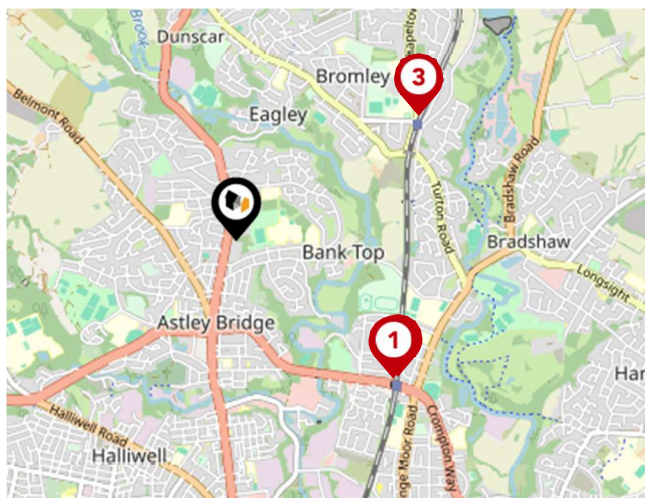 Dunscar
Brook
Belmont Road
Bromley
3
Eagley
Turton Road
Bradshaw Road
Bank Top
Bradshaw
Longsight
Astley Bridge
1
Halliwell Road
Halliwell
Crompton Way